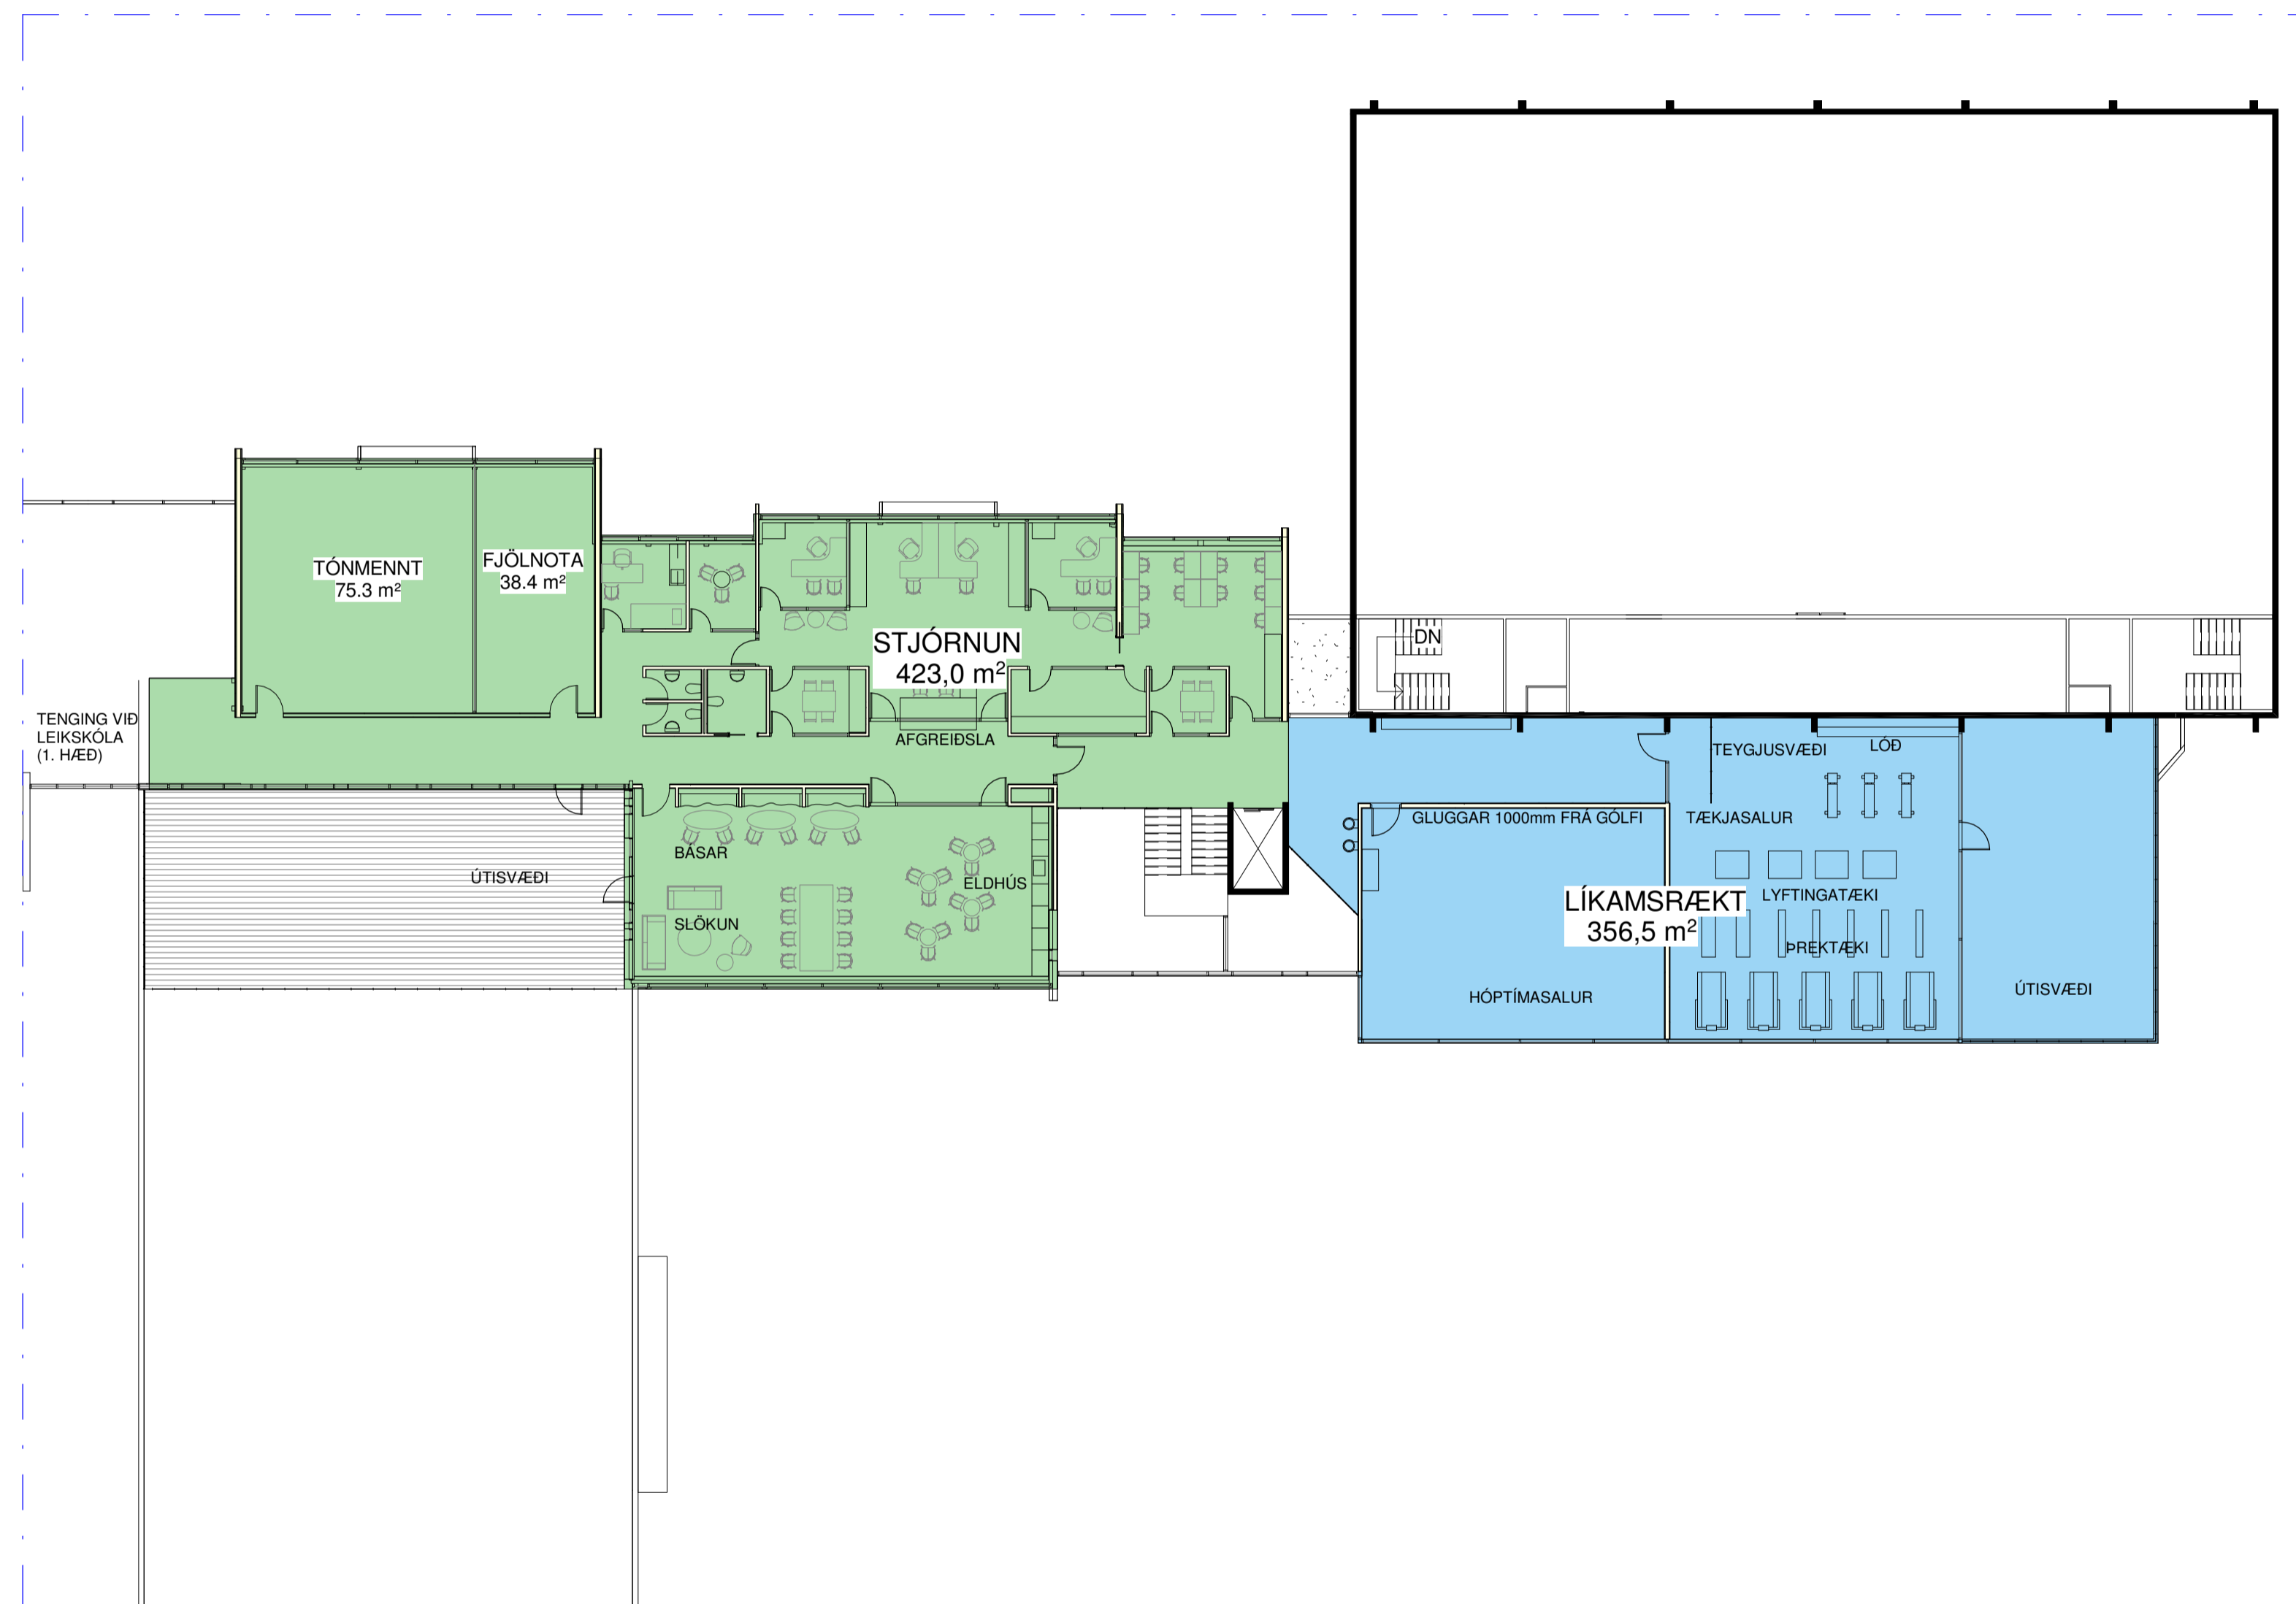 TÓNMENNT
75.3 m²
FJÖLNOTA
38.4 m²
STJÓRNUN
423,0 m²
DN
TENGING VIÐ
LEIKSKÓLA
(1. HÆÐ)
AFGREIÐSLA
TEYGJUSVÆÐI
LÓÐ
GLUGGAR 1000mm FRÁ GÓLFI
TÆKJASALUR
BÁSAR
ÚTISVÆÐI
ELDHÚS
SLÖKUN
LÍKAMSRÆKT
356,5 m²
LYFTINGATÆKI
ÞREKTÆKI
HÓPTÍMASALUR
ÚTISVÆÐI